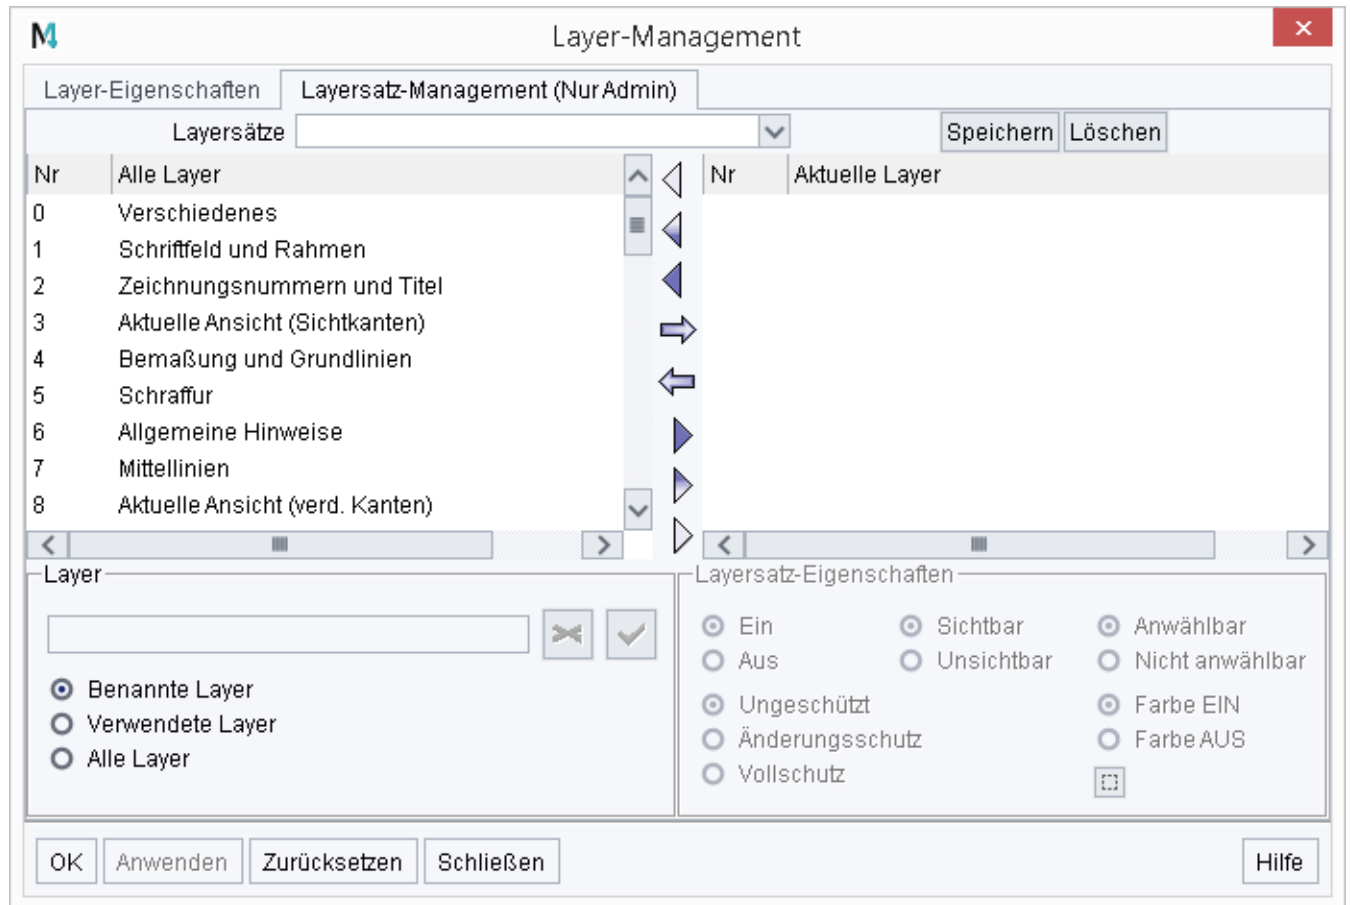 Layer-Management
Layer-Eigenschaften Layersatz-Management (Nur Admin)
Layersätze Speichern Löschen
Nr Alle Layer Nr Aktuelle Layer
0 Verschiedenes
1 Schriftfeld und Rahmen
2 Zeichnungsnummern und Titel
3 Aktuelle Ansicht (Sichtkanten)
4 Bemaßung und Grundlinien
5 Schraffur
6 Allgemeine Hinweise
7 Mittellinien
8 Aktuelle Ansicht (verd. Kanten)
Layer Layersatz-Eigenschaften
Ein Sichtbar Anwählbar
Aus Unsichtbar Nicht anwählbar
Benannte Layer Ungeschützt Farbe EIN
Verwendete Layer Änderungsschutz Farbe AUS
Alle Layer Vollschutz
OK Anwenden Zurücksetzen Schließen Hilfe